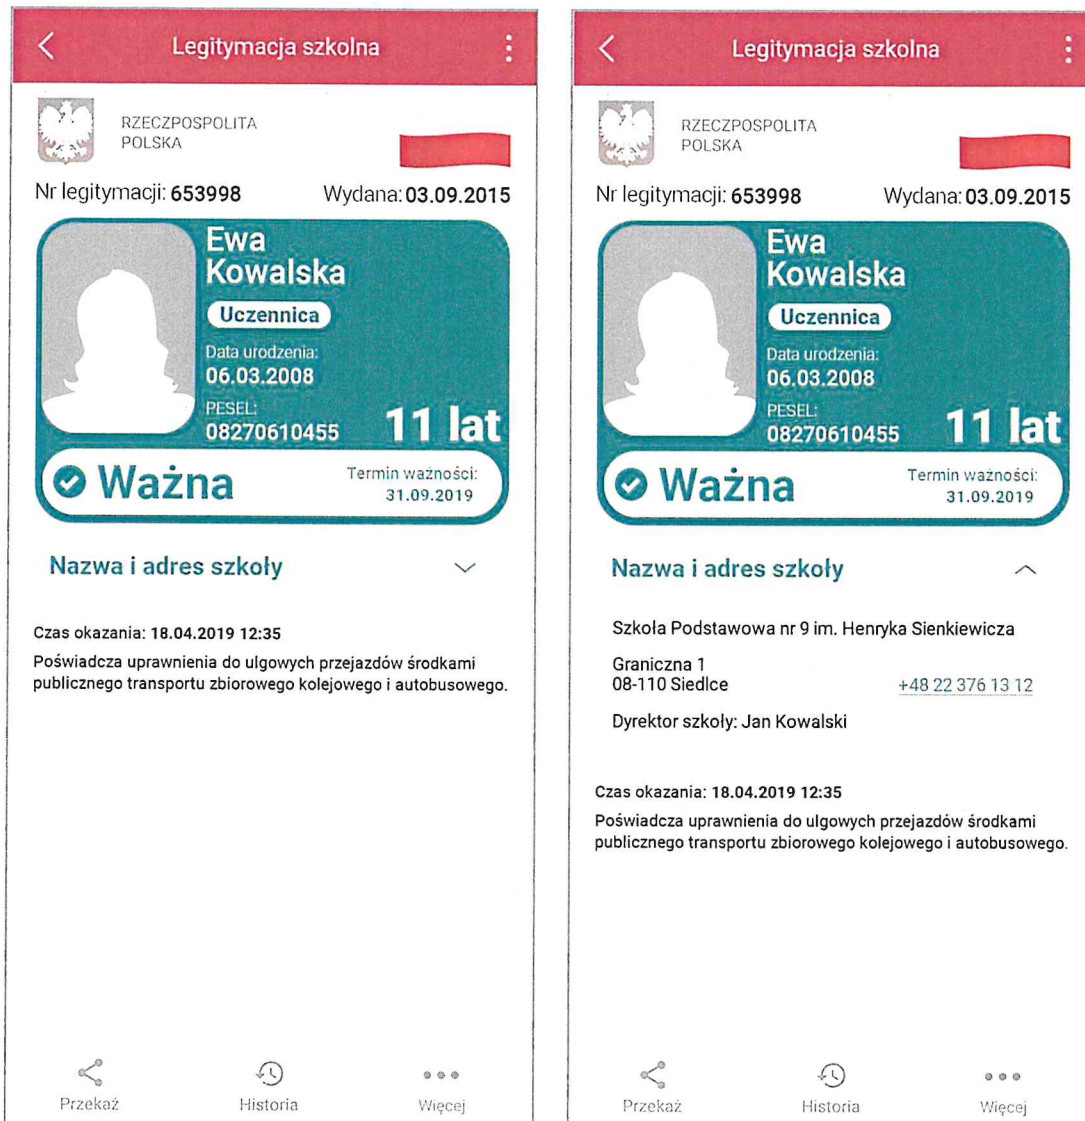 Legitymacja szkolna
RZECZPOSPOLITA
POLSKA
Nr legitymacji: 653998 Wydana: 03.09.2015
Ewa
Kowalska
Uczennica
Data urodzenia:
06.03.2008
PESEL:
08270610455
11 lat
Ważna
Termin ważności:
31.09.2019
Nazwa i adres szkoły
Czas okazania: 18.04.2019 12:35
Poświadcza uprawnienia do ulgowych przejazdów środkami
publicznego transportu zbiorowego kolejowego i autobusowego.
Przekaż Historia Więcej
Legitymacja szkolna
RZECZPOSPOLITA
POLSKA
Nr legitymacji: 653998 Wydana: 03.09.2015
Ewa
Kowalska
Uczennica
Data urodzenia:
06.03.2008
PESEL:
08270610455
11 lat
Ważna
Termin ważności:
31.09.2019
Nazwa i adres szkoły
Szkoła Podstawowa nr 9 im. Henryka Sienkiewicza
Graniczna 1
08-110 Siedlce +48 22 376 13 12
Dyrektor szkoły: Jan Kowalski
Czas okazania: 18.04.2019 12:35
Poświadcza uprawnienia do ulgowych przejazdów środkami
publicznego transportu zbiorowego kolejowego i autobusowego.
Przekaż Historia Więcej